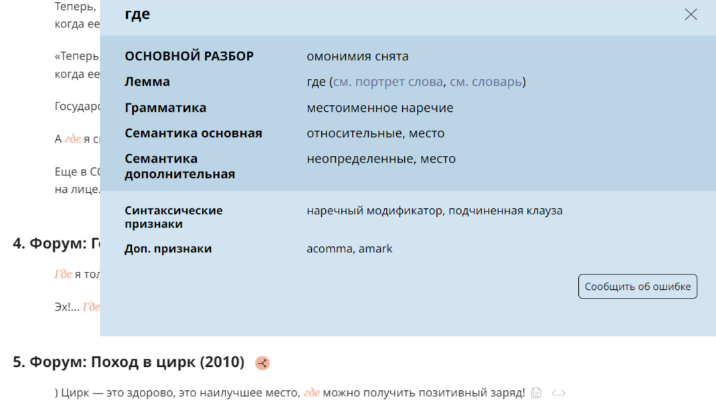 Теперь,
когда ее
«Теперь
когда ее
Государ
А где я с
Еще в СС
на лице.
4. Форум: Г
Где я тол
Эх!... Где
где
ОСНОВНОЙ РАЗБОР омонимия снята
Лемма где (см. портрет слова, см. словарь)
Грамматика местоименное наречие
Семантика основная относительные, место
Семантика неопределенные, место
дополнительная
Синтаксические наречный модификатор, подчиненная клауза
признаки
Доп. признаки acomma, amark
Сообщить об ошибке
5. Форум: Поход в цирк (2010)
) Цирк — это здорово, это наилучшее место, где можно получить позитивный заряд!